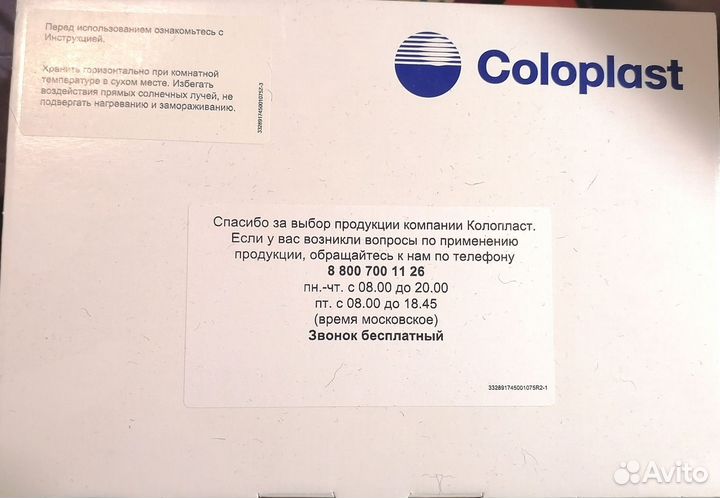 Перед использованием ознакомьтесь с
Инструкцией.
Хранить горизонтально при комнатной
температуре в сухом месте. Избегать
воздействия прямых солнечных лучей, не
подвергать нагреванию и замораживанию.
Coloplast
Спасибо за выбор продукции компании Колопласт.
Если у вас возникли вопросы по применению
продукции, обращайтесь к нам по телефону
8 800 700 11 26
пн.-чт. с 08.00 до 20.00
пт. с 08.00 до 18.45
(время московское)
Звонок бесплатный
332891745001075R2-1
Avito